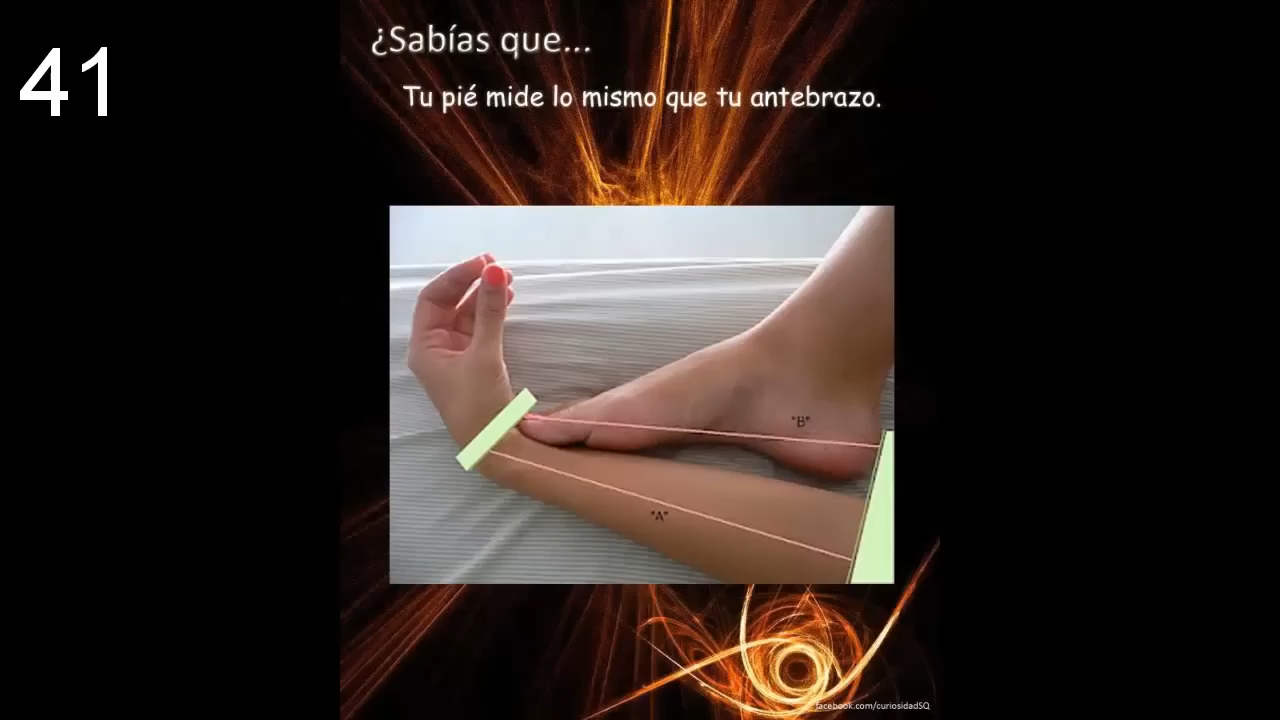 41
¿Sabías que...
Tu pié mide lo mismo que tu antebrazo.
"B"
"A"
facebook.com/curiosidadSQ